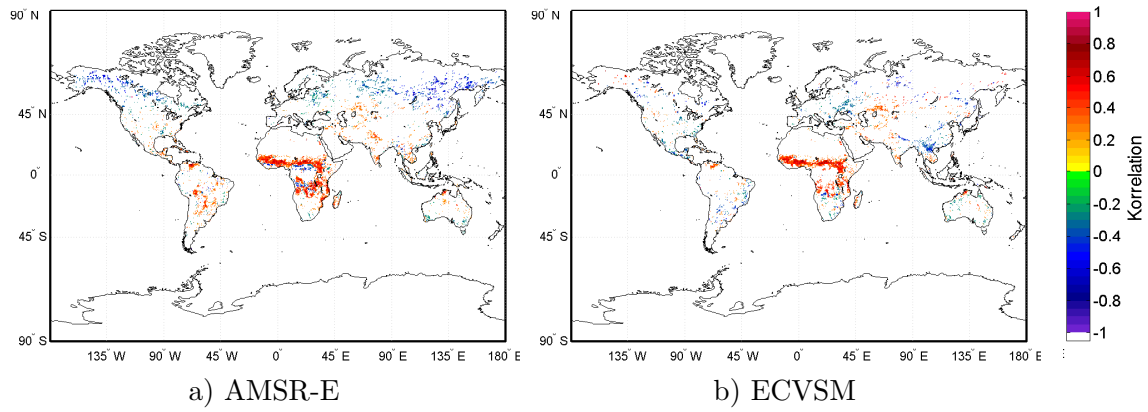 90° N
45° N
0°
45° S
90° S
135° W
90° W
45° W
0°
45° E
90° E
135° E
180° E
a) AMSR-E
90° N
45° N
0°
45° S
90° S
135° W
90° W
45° W
0°
45° E
90° E
135° E
180° E
b) ECVSM
1
0.8
0.6
0.4
0.2
0
-0.2
-0.4
-0.6
-0.8
-1
Korrelation